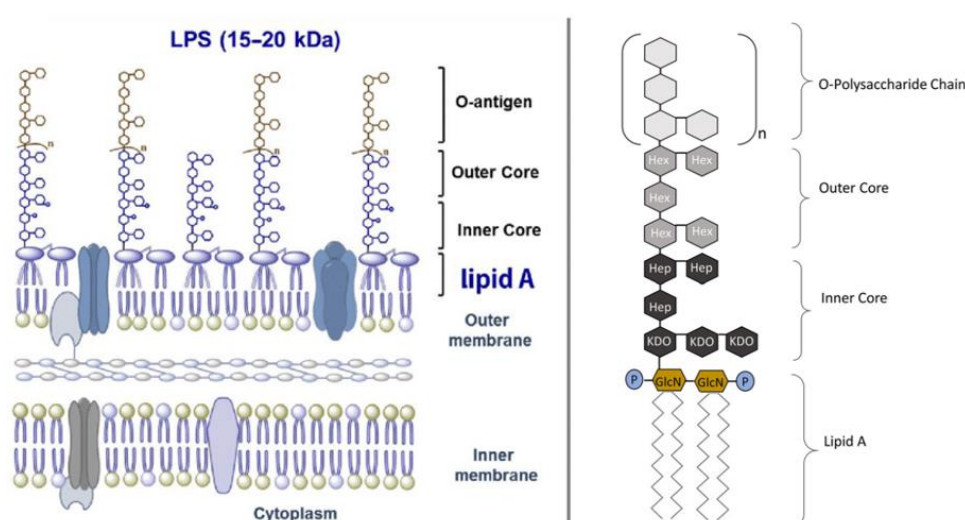 LPS (15–20 kDa)
n
n
n
n
O-antigen
Outer Core
Inner Core
lipid A
Outer
membrane
Inner
membrane
Cytoplasm
n
O-Polysaccharide Chain
Hex Hex
Hex
Hex Hex
Outer Core
Hep Hep
Hep
KDO KDO KDO
Inner Core
P GlcN GlcN P
Lipid A